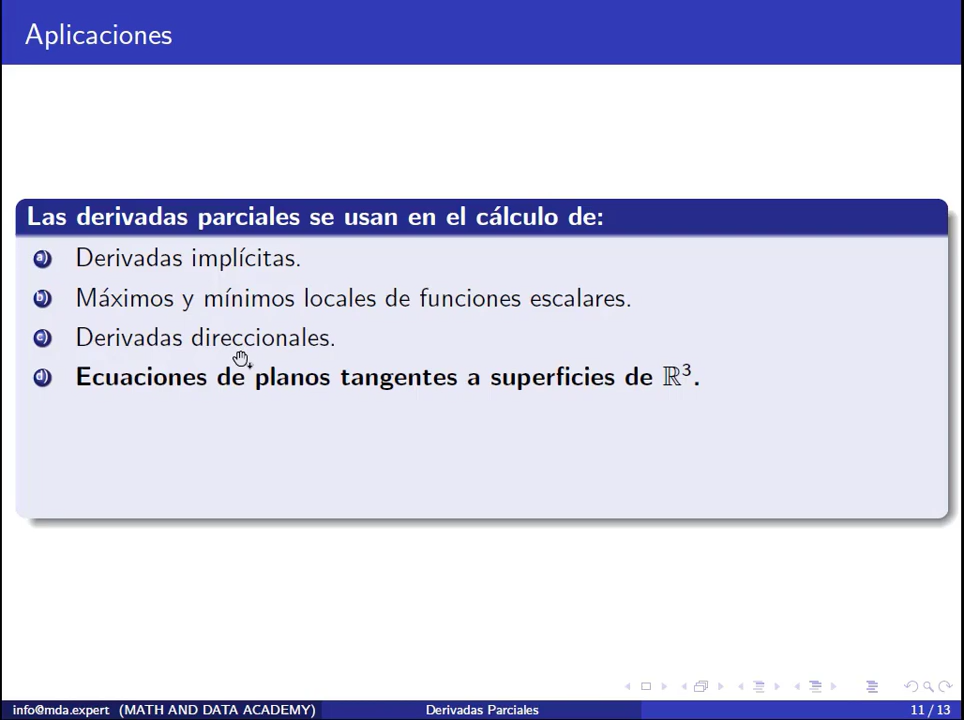 Aplicaciones
Las derivadas parciales se usan en el cálculo de:
a) Derivadas implícitas.
b) Máximos y mínimos locales de funciones escalares.
c) Derivadas direccionales.
d) Ecuaciones de planos tangentes a superficies de ℝ³.
info@mda.expert (MATH AND DATA ACADEMY) Derivadas Parciales 11 / 13